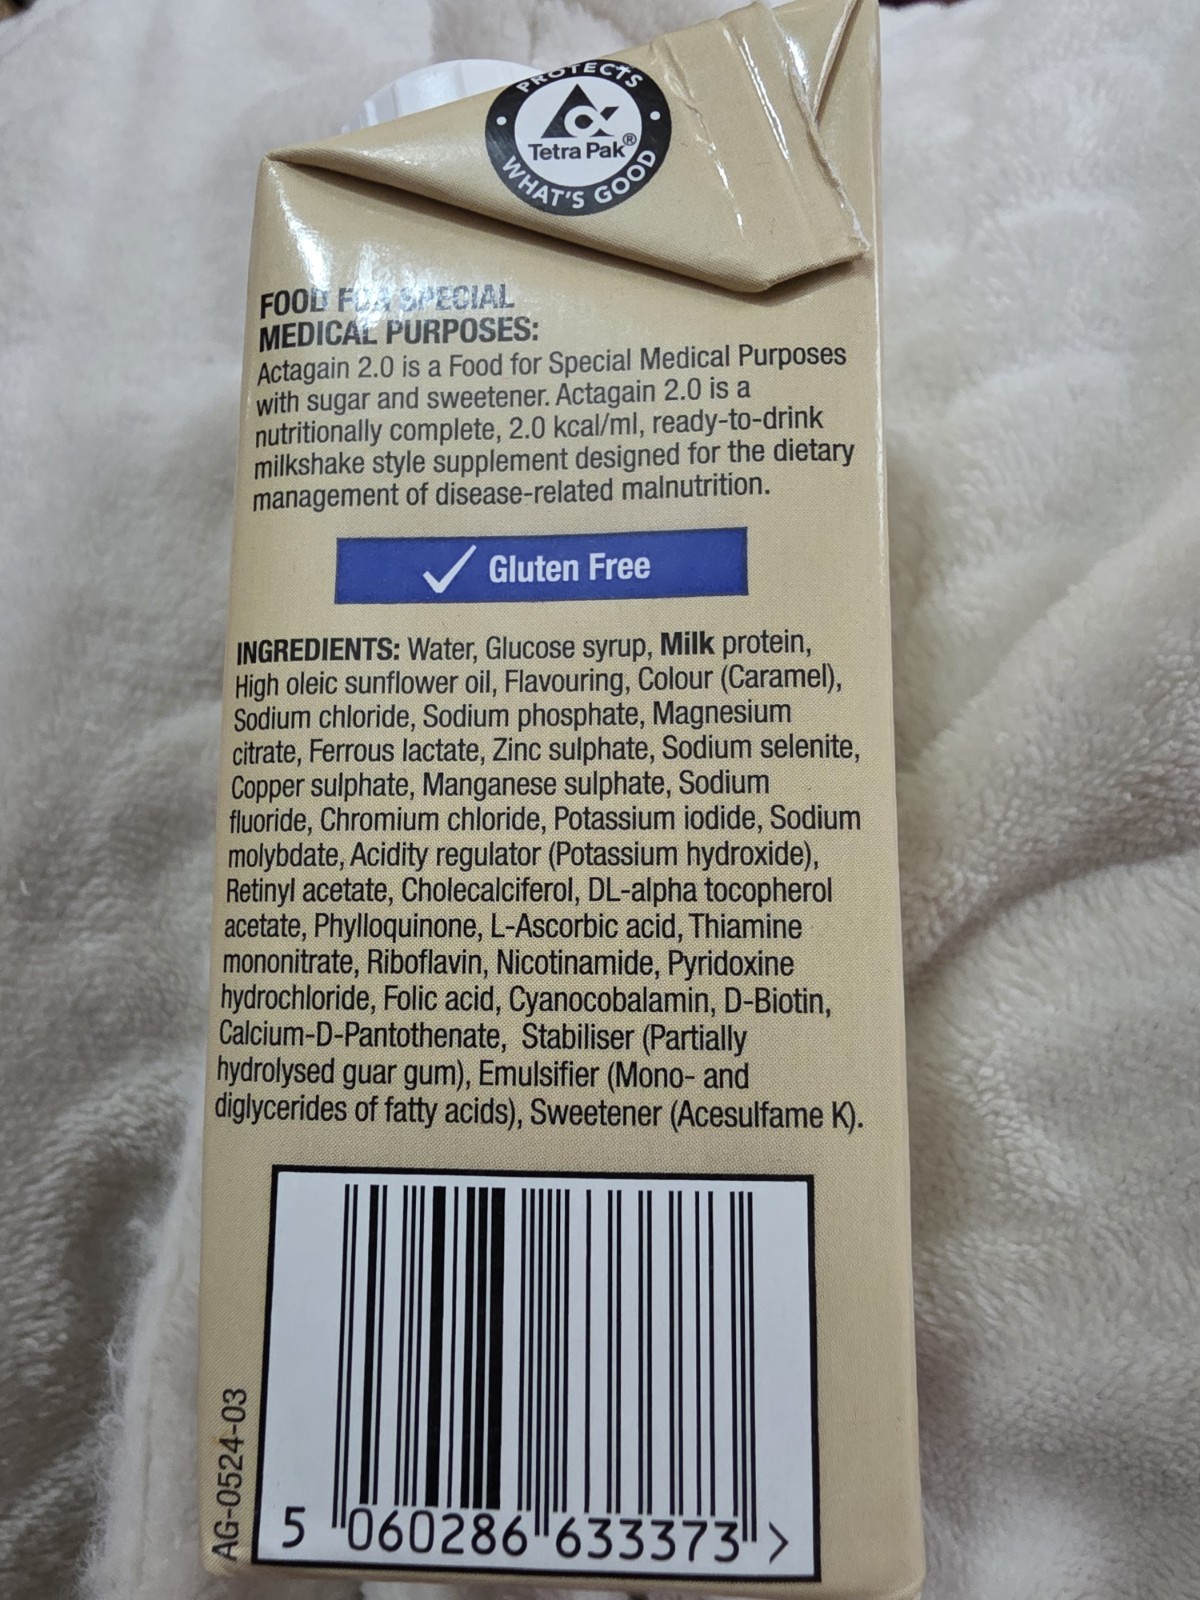 PROTECTS
Tetra Pak®
WHAT'S GOOD
FOOD FOR SPECIAL
MEDICAL PURPOSES:
Actagain 2.0 is a Food for Special Medical Purposes
with sugar and sweetener. Actagain 2.0 is a
nutritionally complete, 2.0 kcal/ml, ready-to-drink
milkshake style supplement designed for the dietary
management of disease-related malnutrition.
Gluten Free
INGREDIENTS: Water, Glucose syrup, Milk protein,
High oleic sunflower oil, Flavouring, Colour (Caramel),
Sodium chloride, Sodium phosphate, Magnesium
citrate, Ferrous lactate, Zinc sulphate, Sodium selenite,
Copper sulphate, Manganese sulphate, Sodium
fluoride, Chromium chloride, Potassium iodide, Sodium
molybdate, Acidity regulator (Potassium hydroxide),
Retinyl acetate, Cholecalciferol, DL-alpha tocopherol
acetate, Phylloquinone, L-Ascorbic acid, Thiamine
mononitrate, Riboflavin, Nicotinamide, Pyridoxine
hydrochloride, Folic acid, Cyanocobalamin, D-Biotin,
Calcium-D-Pantothenate, Stabiliser (Partially
hydrolysed guar gum), Emulsifier (Mono- and
diglycerides of fatty acids), Sweetener (Acesulfame K).
AG-0524-03
5 060286 633373 >